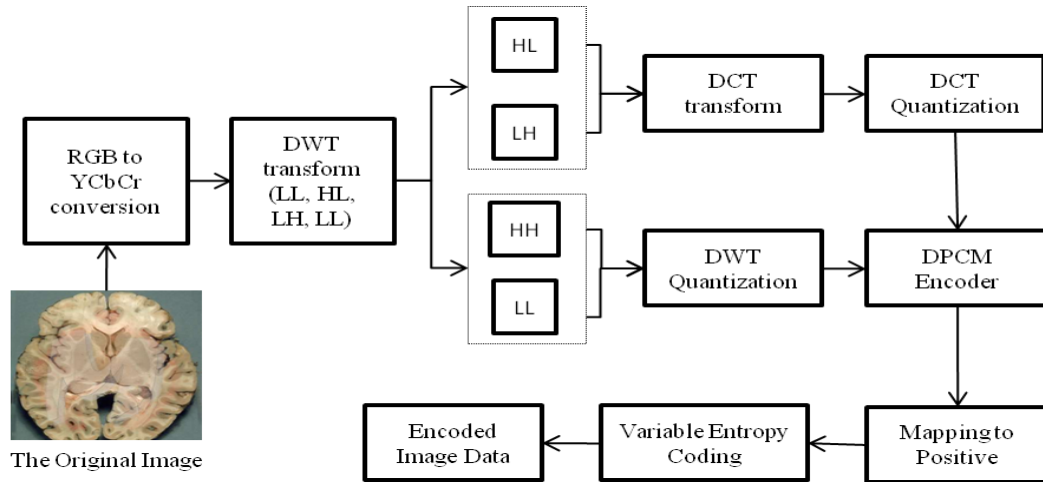 RGB to
YCbCr
conversion
DWT
transform
(LL, HL,
LH, LL)
HL
LH
DCT
transform
DCT
Quantization
HH
LL
DWT
Quantization
DPCM
Encoder
Encoded
Image Data
Variable Entropy
Coding
Mapping to
Positive
The Original Image